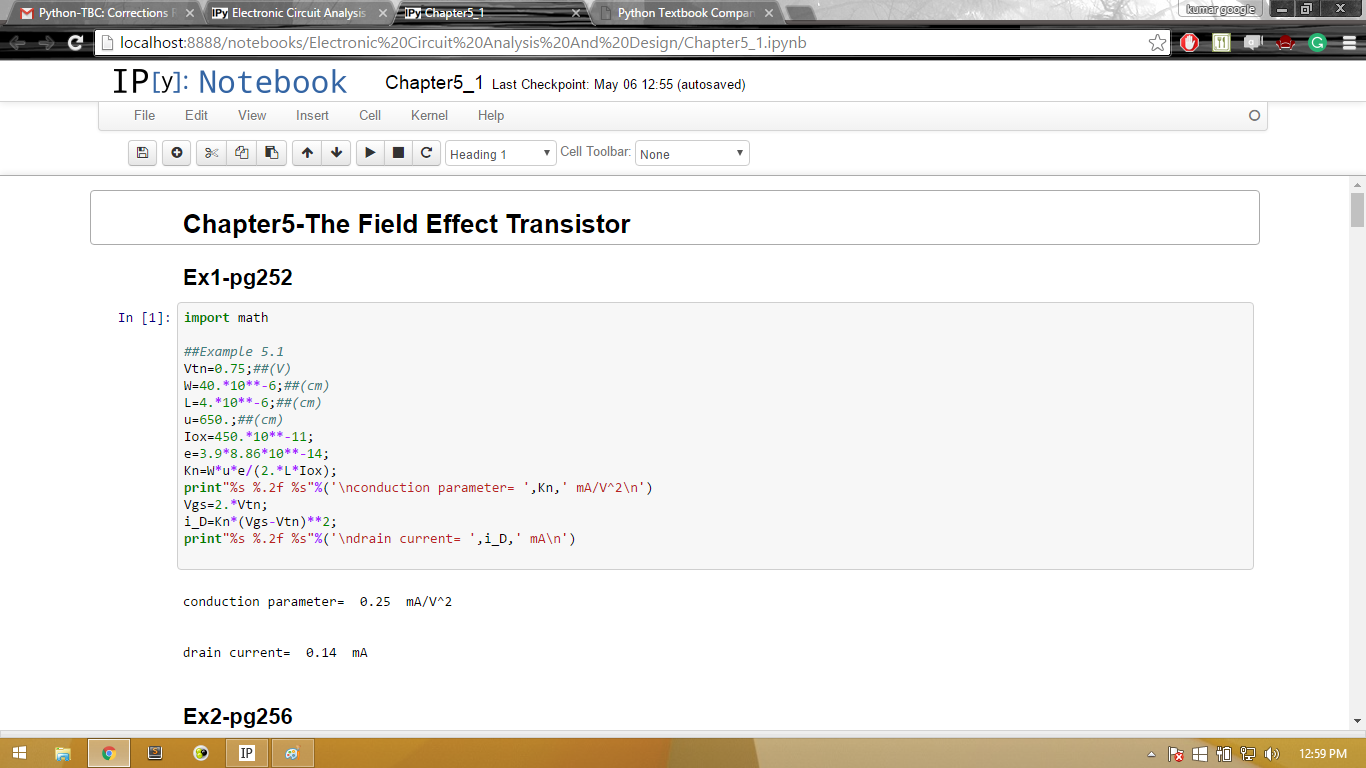 Python-TBC: Corrections R
IPy Electronic Circuit Analysis
IPy Chapter5_1
Python Textbook Compan
kumar google
localhost:8888/notebooks/Electronic%20Circuit%20Analysis%20And%20Design/Chapter5_1.ipynb
IP[y]: Notebook
Chapter5_1 Last Checkpoint: May 06 12:55 (autosaved)
File Edit View Insert Cell Kernel Help
Heading 1 Cell Toolbar: None
Chapter5-The Field Effect Transistor
Ex1-pg252
In [1]: import math
##Example 5.1
Vtn=0.75;##(V)
W=40.*10**-6;##(cm)
L=4.*10**-6;##(cm)
u=650.;##(cm)
Iox=450.*10**-11;
e=3.9*8.86*10**-14;
Kn=W*u*e/(2.*L*Iox);
print"%s %.2f %s"%('\nconduction parameter= ',Kn,' mA/V^2\n')
Vgs=2.*Vtn;
i_D=Kn*(Vgs-Vtn)**2;
print"%s %.2f %s"%('\ndrain current= ',i_D,' mA\n')
conduction parameter=  0.25  mA/V^2
drain current=  0.14  mA
Ex2-pg256
IP
12:59 PM